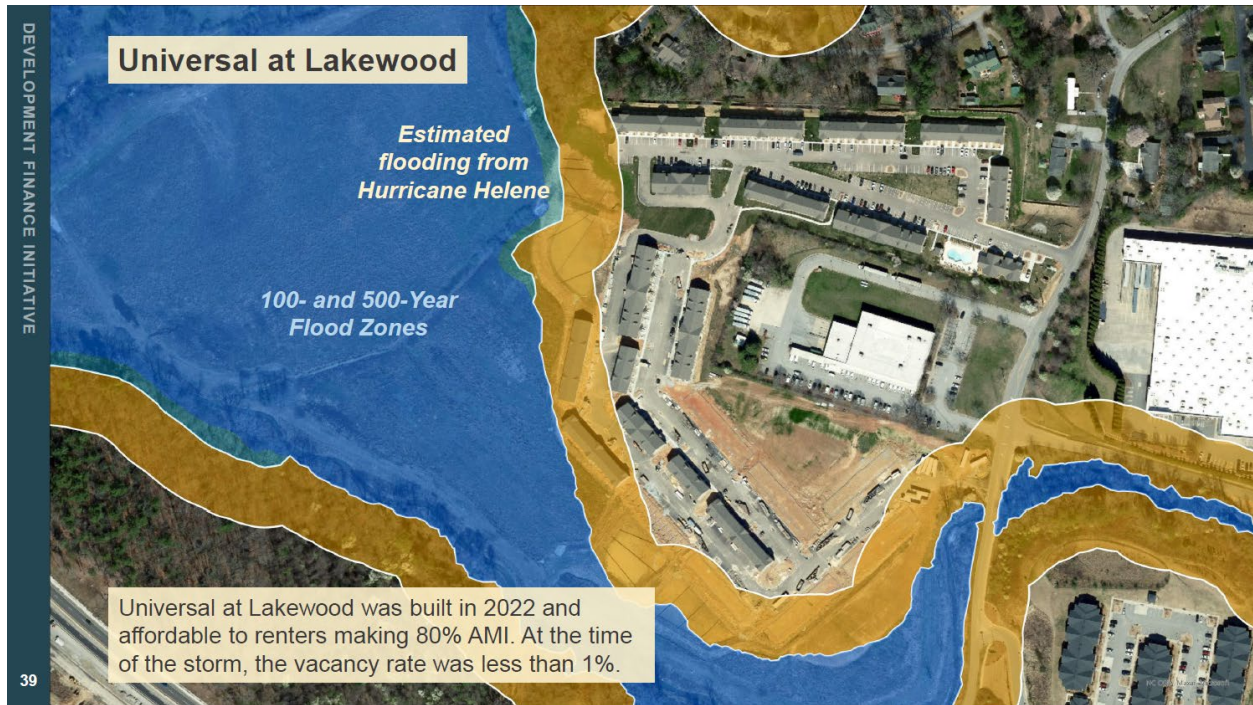 DEVELOPMENT FINANCE INITIATIVE
Universal at Lakewood
Estimated
flooding from
Hurricane Helene
100- and 500-Year
Flood Zones
Universal at Lakewood was built in 2022 and
affordable to renters making 80% AMI. At the time
of the storm, the vacancy rate was less than 1%.
39